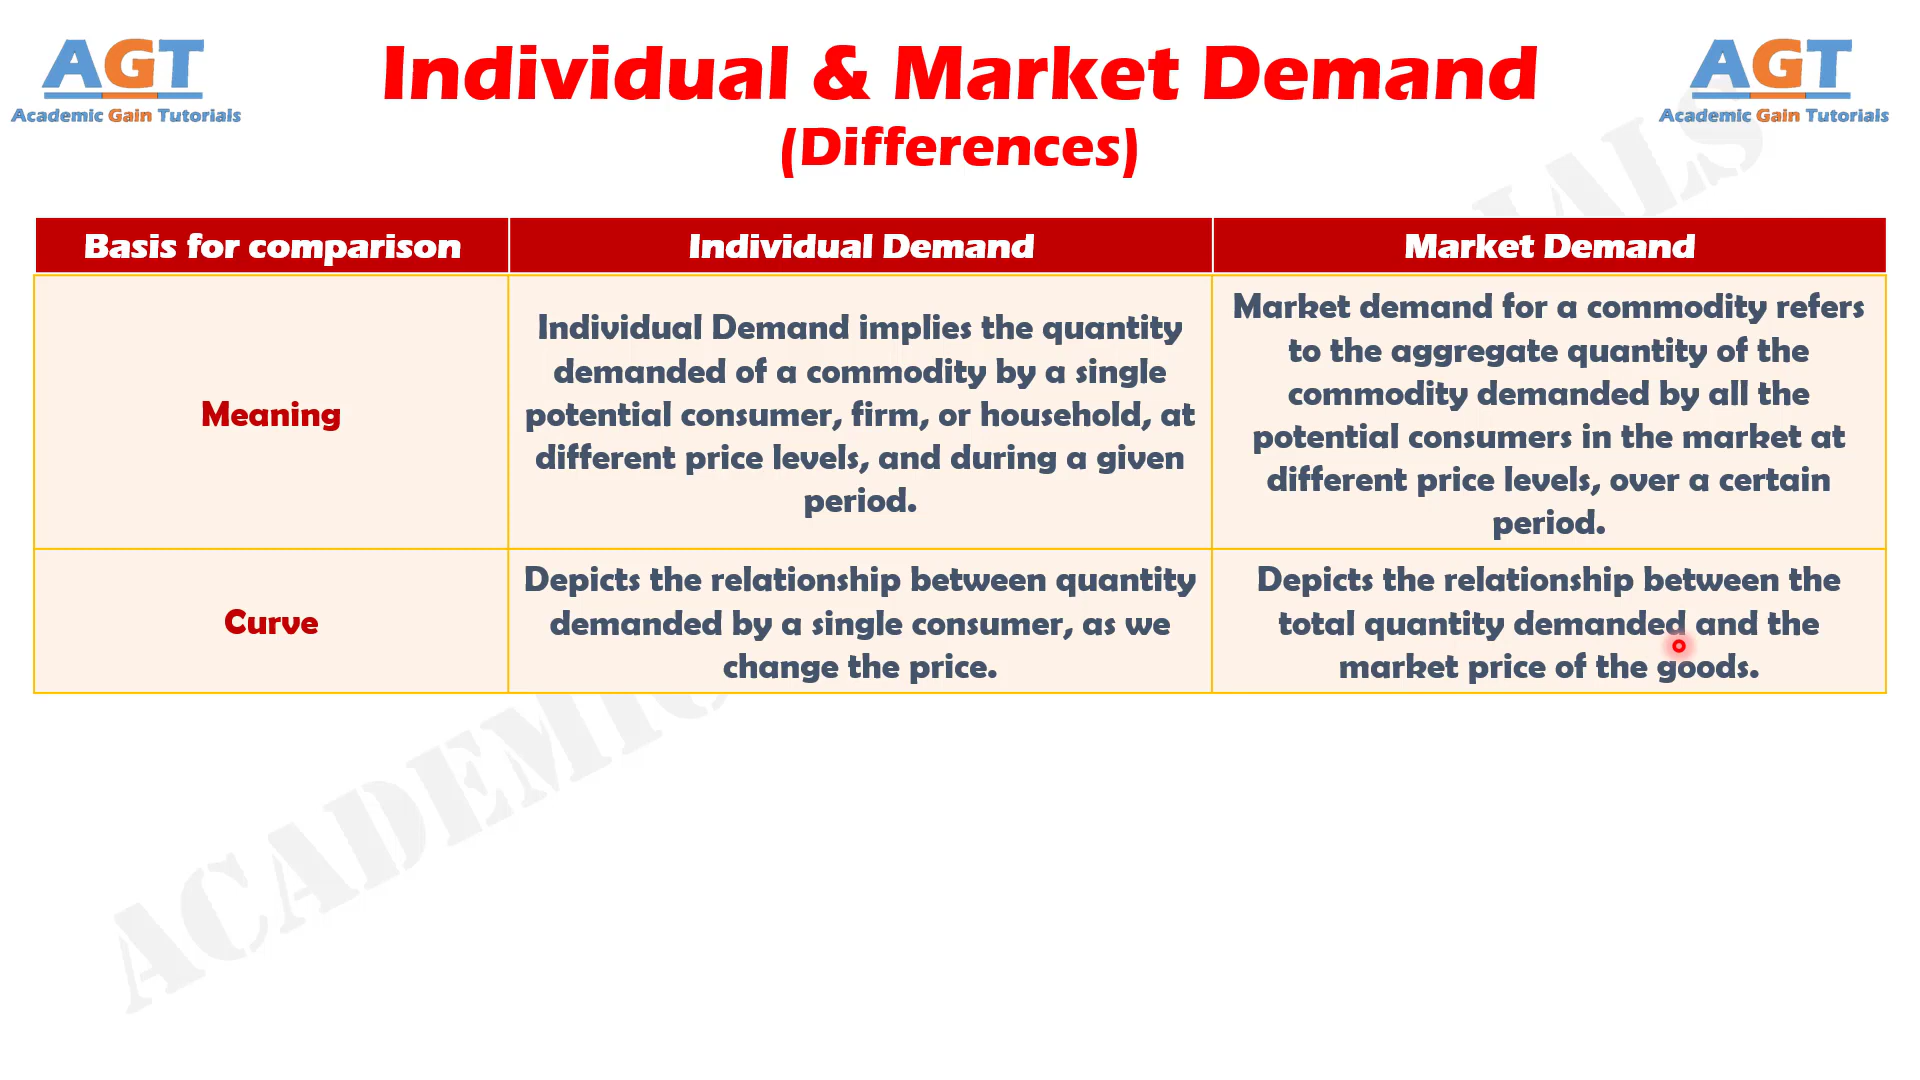 AGT
Academic Gain Tutorials
Individual & Market Demand
(Differences)
AGT
Academic Gain Tutorials
Basis for comparison
Individual Demand
Market Demand
Meaning
Individual Demand implies the quantity
demanded of a commodity by a single
potential consumer, firm, or household, at
different price levels, and during a given
period.
Market demand for a commodity refers
to the aggregate quantity of the
commodity demanded by all the
potential consumers in the market at
different price levels, over a certain
period.
Curve
Depicts the relationship between quantity
demanded by a single consumer, as we
change the price.
Depicts the relationship between the
total quantity demanded and the
market price of the goods.